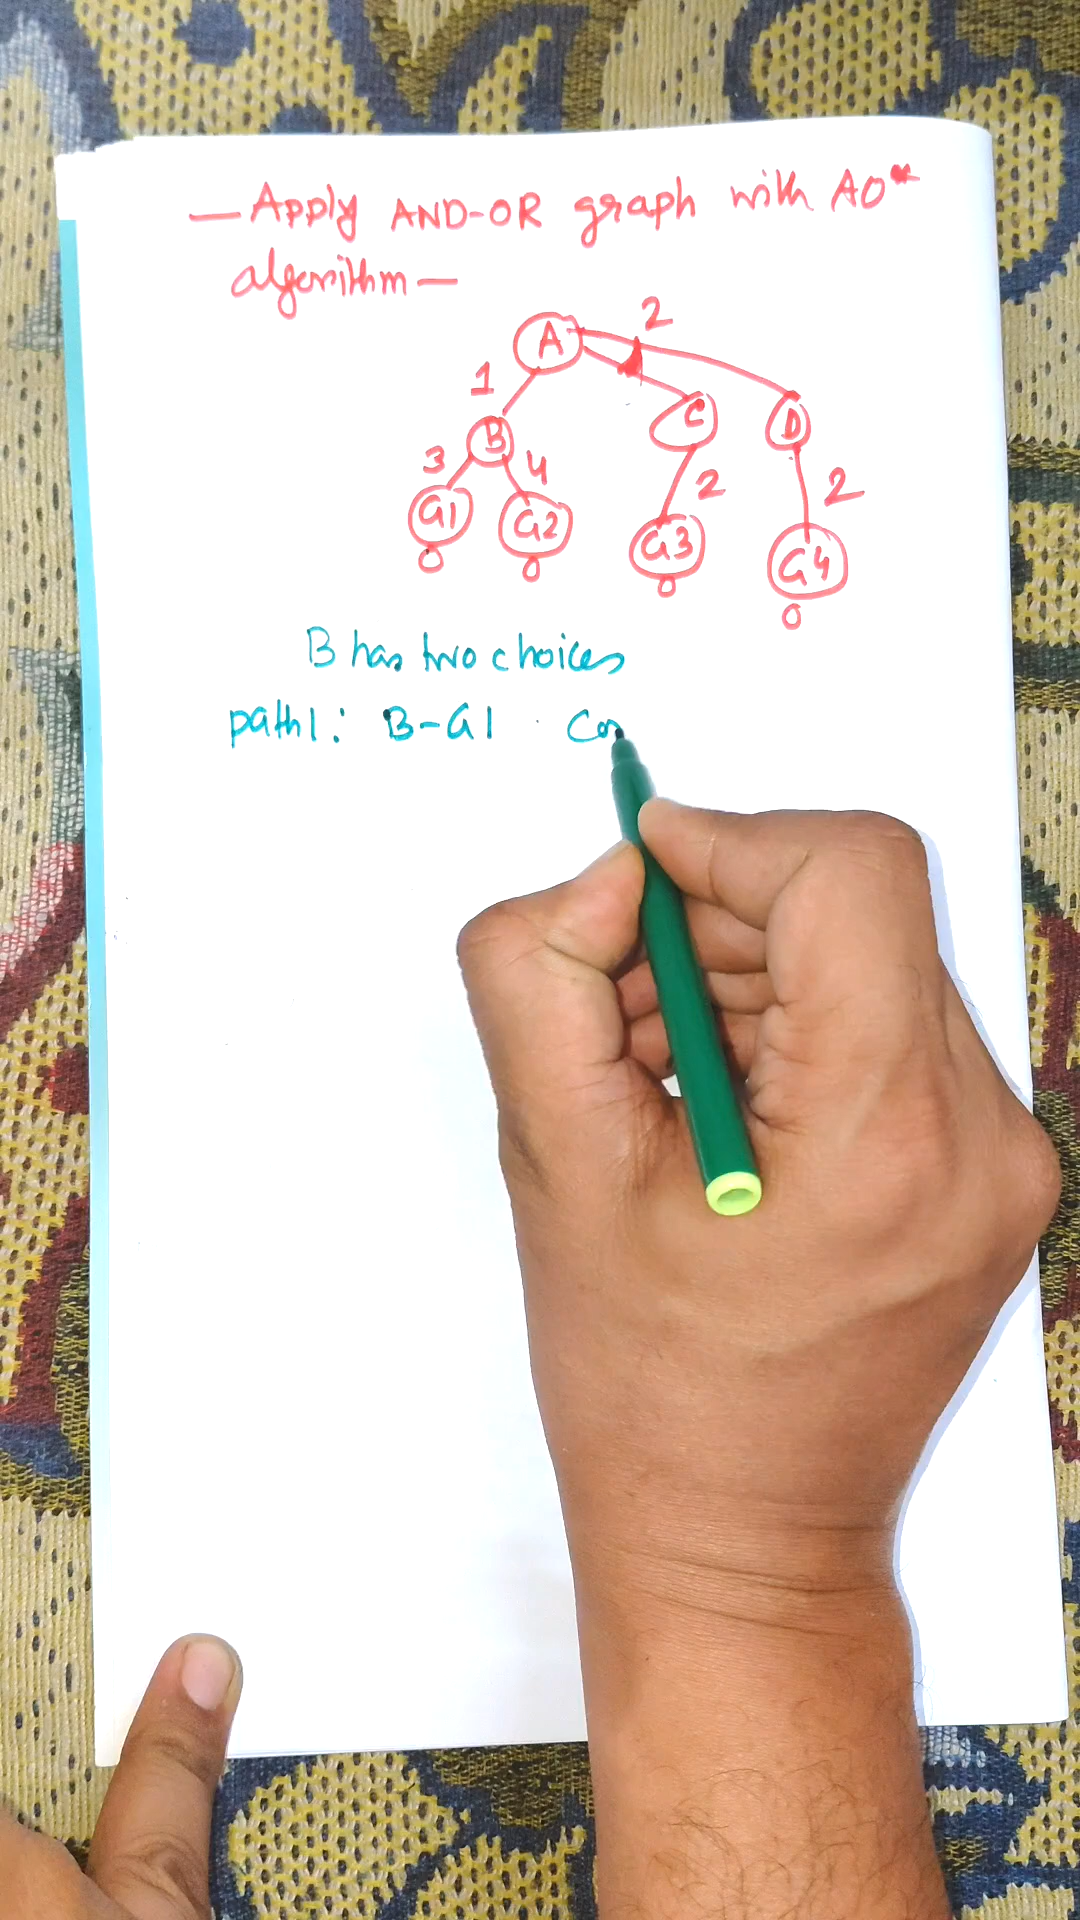 — Apply AND-OR graph with AO*
algorithm —
2
A
1
B C D
3 4 2 2
G1 G2 G3 G4
0 0 0 0
B has two choices
path1: B-G1 Cos